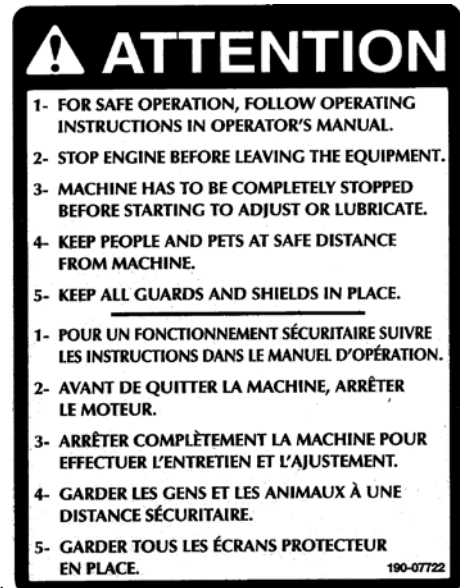 ATTENTION
1- FOR SAFE OPERATION, FOLLOW OPERATING
INSTRUCTIONS IN OPERATOR'S MANUAL.
2- STOP ENGINE BEFORE LEAVING THE EQUIPMENT.
3- MACHINE HAS TO BE COMPLETELY STOPPED
BEFORE STARTING TO ADJUST OR LUBRICATE.
4- KEEP PEOPLE AND PETS AT SAFE DISTANCE
FROM MACHINE.
5- KEEP ALL GUARDS AND SHIELDS IN PLACE.
1- POUR UN FONCTIONNEMENT SÉCURITAIRE SUIVRE
LES INSTRUCTIONS DANS LE MANUEL D'OPÉRATION.
2- AVANT DE QUITTER LA MACHINE, ARRÊTER
LE MOTEUR.
3- ARRÊTER COMPLÈTEMENT LA MACHINE POUR
EFFECTUER L'ENTRETIEN ET L'AJUSTEMENT.
4- GARDER LES GENS ET LES ANIMAUX À UNE
DISTANCE SÉCURITAIRE.
5- GARDER TOUS LES ÉCRANS PROTECTEUR
EN PLACE. 190-07722